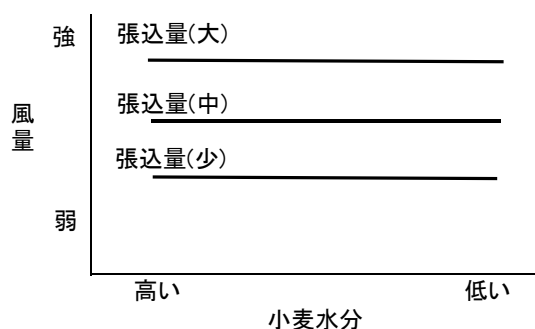 強
張込量(大)
風量
張込量(中)
張込量(少)
弱
高い
低い
小麦水分